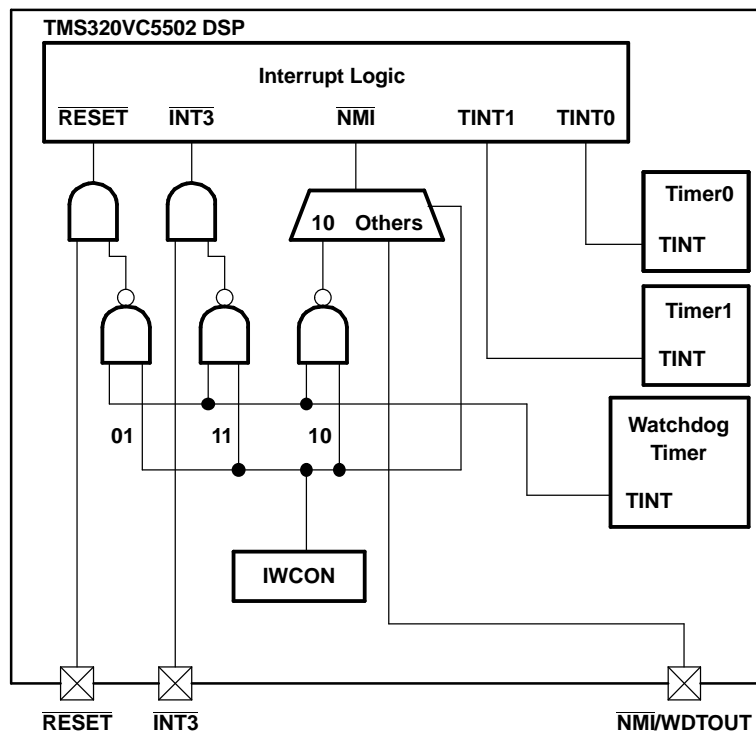 TMS320VC5502 DSP
Interrupt Logic
RESET INT3 NMI TINT1 TINT0
10 Others
Timer0
TINT
Timer1
TINT
01 11 10
Watchdog
Timer
TINT
IWCON
RESET INT3 NMI/WDTOUT